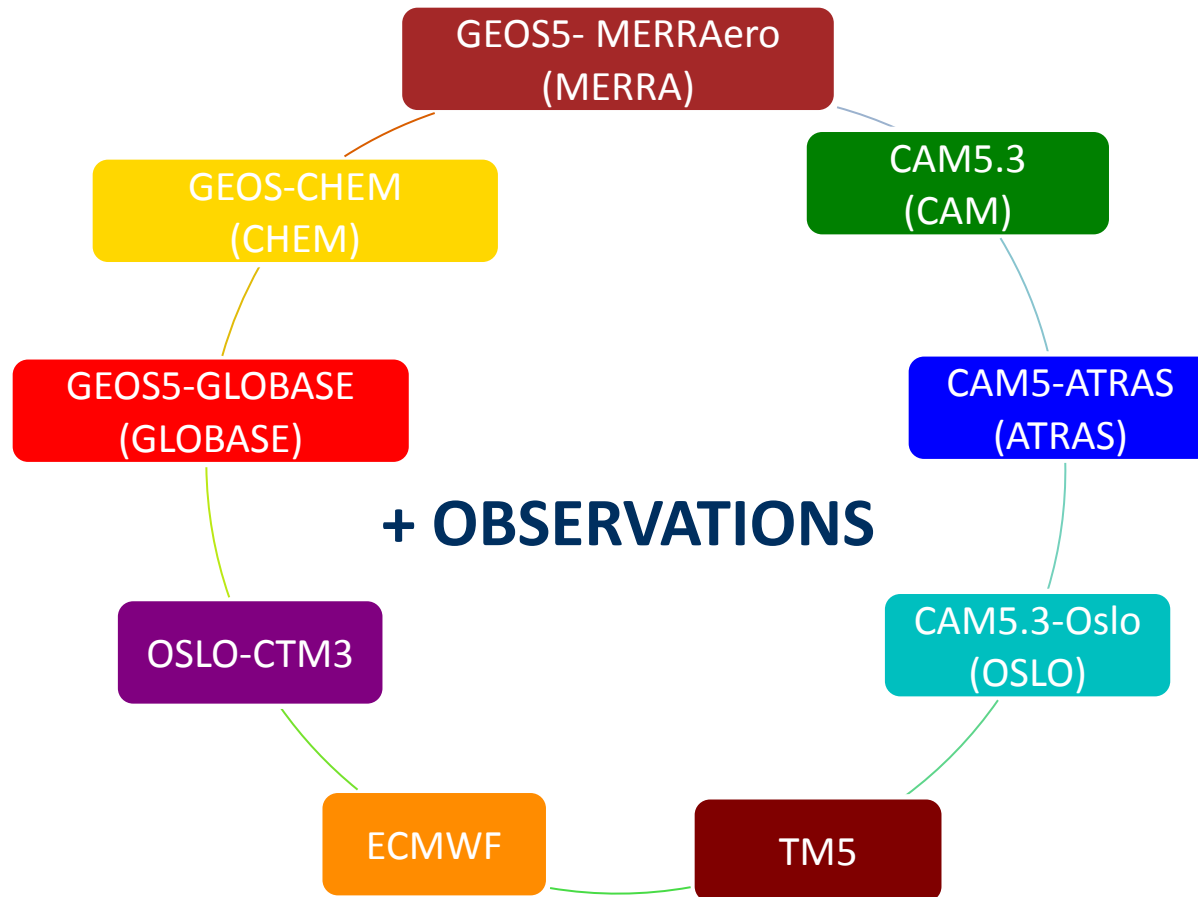 GEOS5- MERRAero
(MERRA)
CAM5.3
(CAM)
CAM5-ATRAS
(ATRAS)
CAM5.3-Oslo
(OSLO)
TM5
ECMWF
OSLO-CTM3
GEOS5-GLOBASE
(GLOBASE)
GEOS-CHEM
(CHEM)
+ OBSERVATIONS